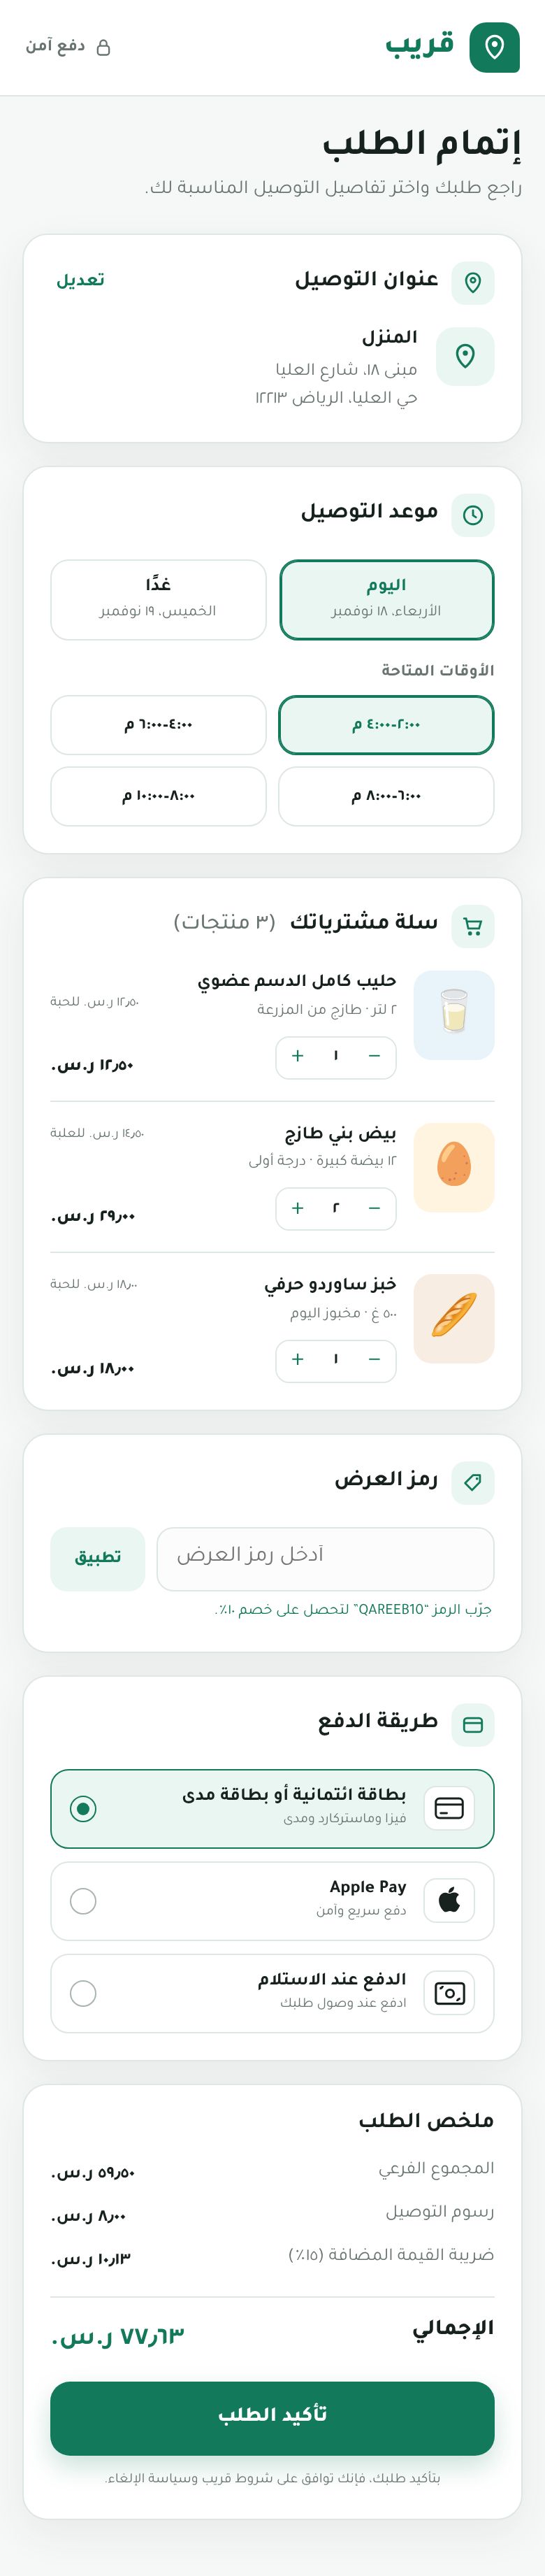 قريب
دفع آمن
إتمام الطلب
راجع طلبك واختر تفاصيل التوصيل المناسبة لك.
عنوان التوصيل
تعديل
المنزل
مبنى ١٨، شارع العليا
حي العليا، الرياض ١٢٢١٣
موعد التوصيل
اليوم
الأربعاء، ١٨ نوفمبر
غدًا
الخميس، ١٩ نوفمبر
الأوقات المتاحة
٢:٠٠–٤:٠٠ م
٤:٠٠–٦:٠٠ م
٦:٠٠–٨:٠٠ م
٨:٠٠–١٠:٠٠ م
سلة مشترياتك (٣ منتجات)
حليب كامل الدسم عضوي
١٢٫٥٠ ر.س. للحبة
٢ لتر · طازج من المزرعة
− ١ +
١٢٫٥٠ ر.س.
بيض بني طازج
١٤٫٥٠ ر.س. للعلبة
١٢ بيضة كبيرة · درجة أولى
− ٢ +
٢٩٫٠٠ ر.س.
خبز ساوردو حرفي
١٨٫٠٠ ر.س. للحبة
٥٠٠ غ · مخبوز اليوم
− ١ +
١٨٫٠٠ ر.س.
رمز العرض
أدخل رمز العرض
تطبيق
جرّب الرمز “QAREEB10” لتحصل على خصم ١٠٪.
طريقة الدفع
بطاقة ائتمانية أو بطاقة مدى
فيزا وماستركارد ومدى
Apple Pay
دفع سريع وآمن
الدفع عند الاستلام
ادفع عند وصول طلبك
ملخص الطلب
المجموع الفرعي ٥٩٫٥٠ ر.س.
رسوم التوصيل ٨٫٠٠ ر.س.
ضريبة القيمة المضافة (١٥٪) ١٠٫١٣ ر.س.
الإجمالي ٧٧٫٦٣ ر.س.
تأكيد الطلب
بتأكيد طلبك، فإنك توافق على شروط قريب وسياسة الإلغاء.